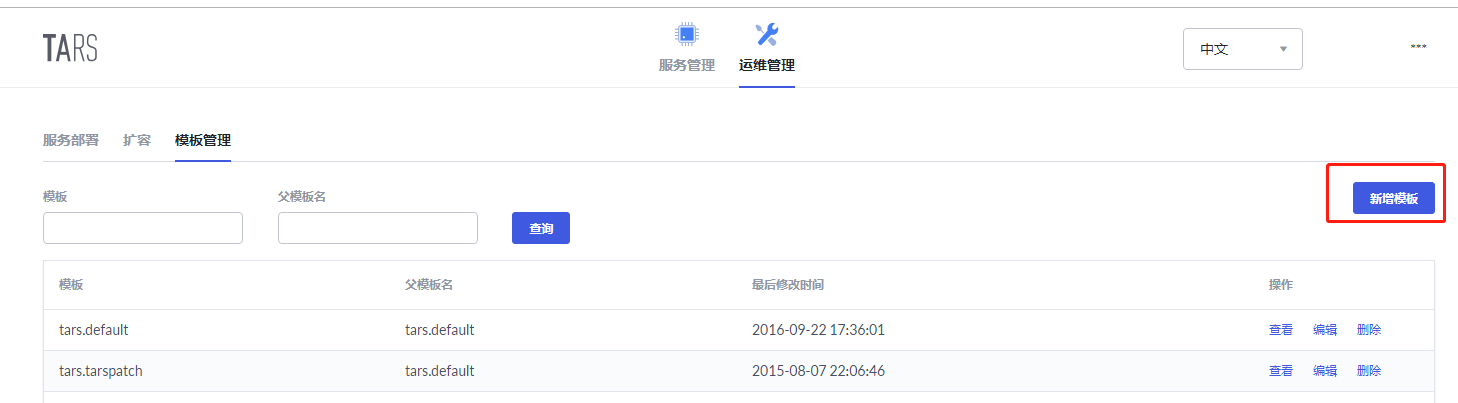 TARS
服务管理 运维管理 中文 ***
服务部署 扩容 模板管理
模板 父模板名
查询 新增模板
模板 父模板名 最后修改时间 操作
tars.default tars.default 2016-09-22 17:36:01 查看 编辑 删除
tars.tarspatch tars.default 2015-08-07 22:06:46 查看 编辑 删除